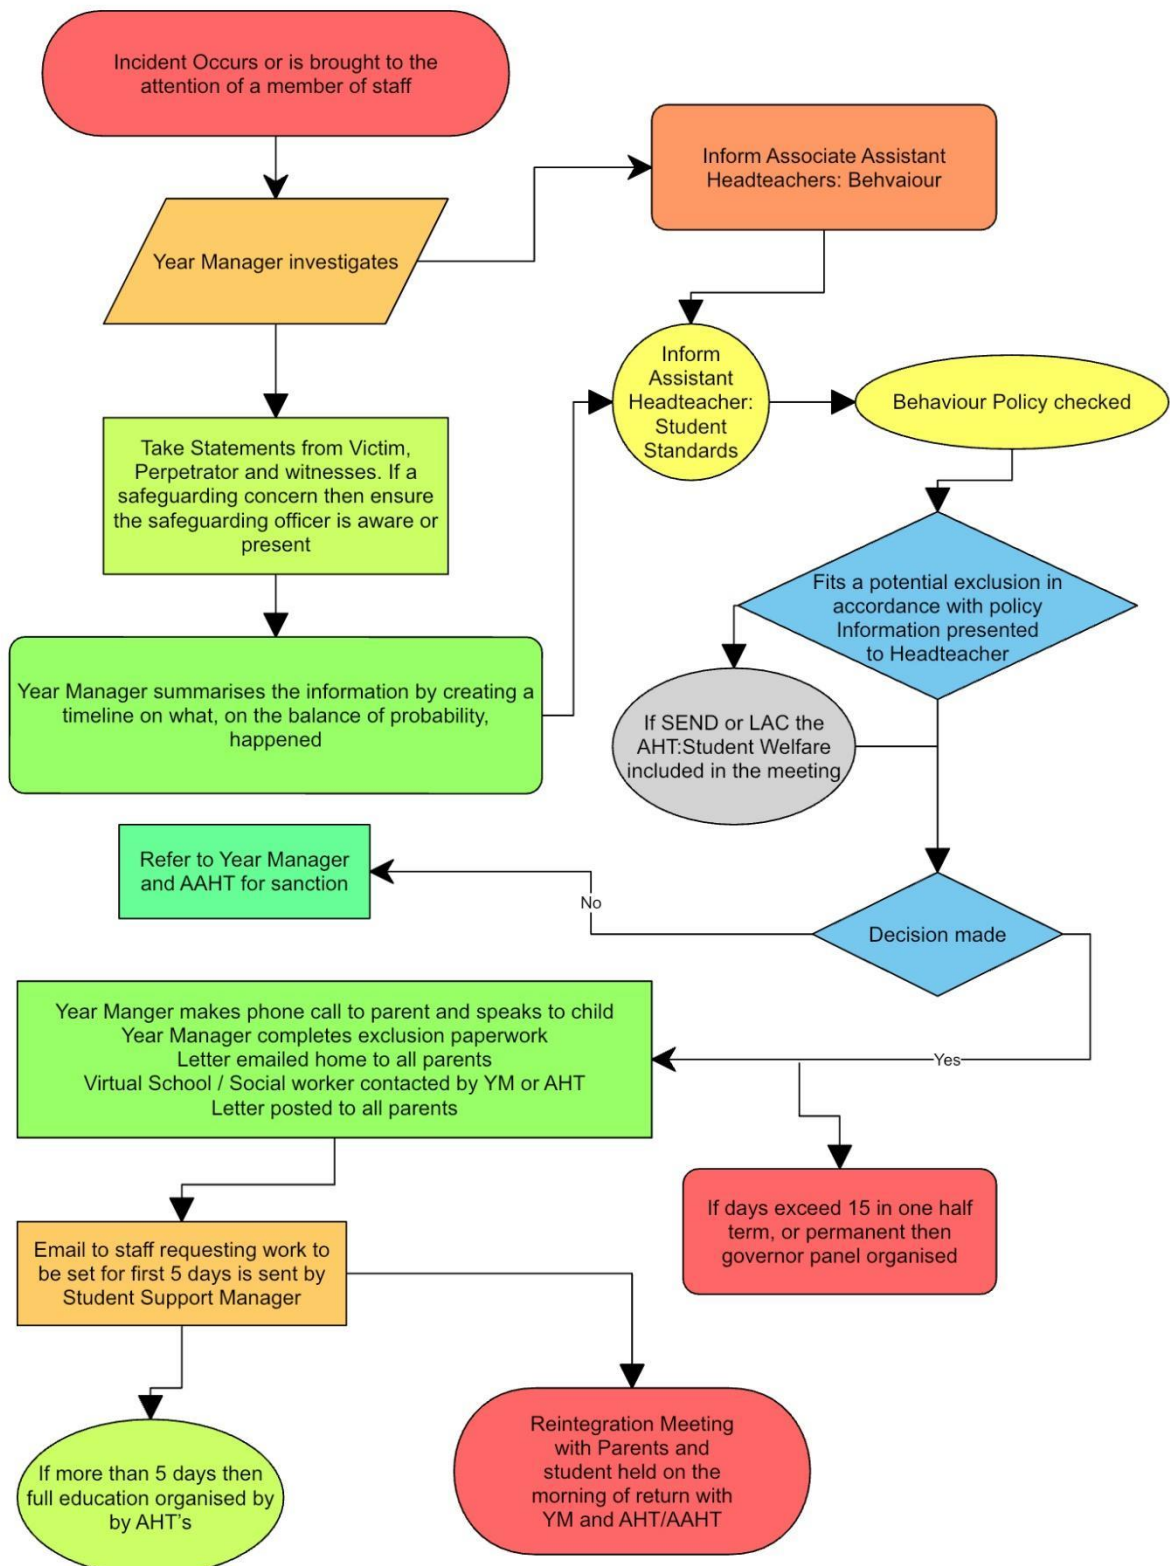 Incident Occurs or is brought to the
attention of a member of staff
Inform Associate Assistant
Headteachers: Behvaiour
Year Manager investigates
Inform
Assistant
Headteacher:
Student
Standards
Behaviour Policy checked
Take Statements from Victim,
Perpetrator and witnesses. If a
safeguarding concern then ensure
the safeguarding officer is aware or
present
Fits a potential exclusion in
accordance with policy
Information presented
to Headteacher
Year Manager summarises the information by creating a
timeline on what, on the balance of probability,
happened
If SEND or LAC the
AHT:Student Welfare
included in the meeting
Refer to Year Manager
and AAHT for sanction
No
Decision made
Year Manger makes phone call to parent and speaks to child
Year Manager completes exclusion paperwork
Letter emailed home to all parents
Virtual School / Social worker contacted by YM or AHT
Letter posted to all parents
Yes
If days exceed 15 in one half
term, or permanent then
governor panel organised
Email to staff requesting work to
be set for first 5 days is sent by
Student Support Manager
If more than 5 days then
full education organised by
by AHT's
Reintegration Meeting
with Parents and
student held on the
morning of return with
YM and AHT/AAHT